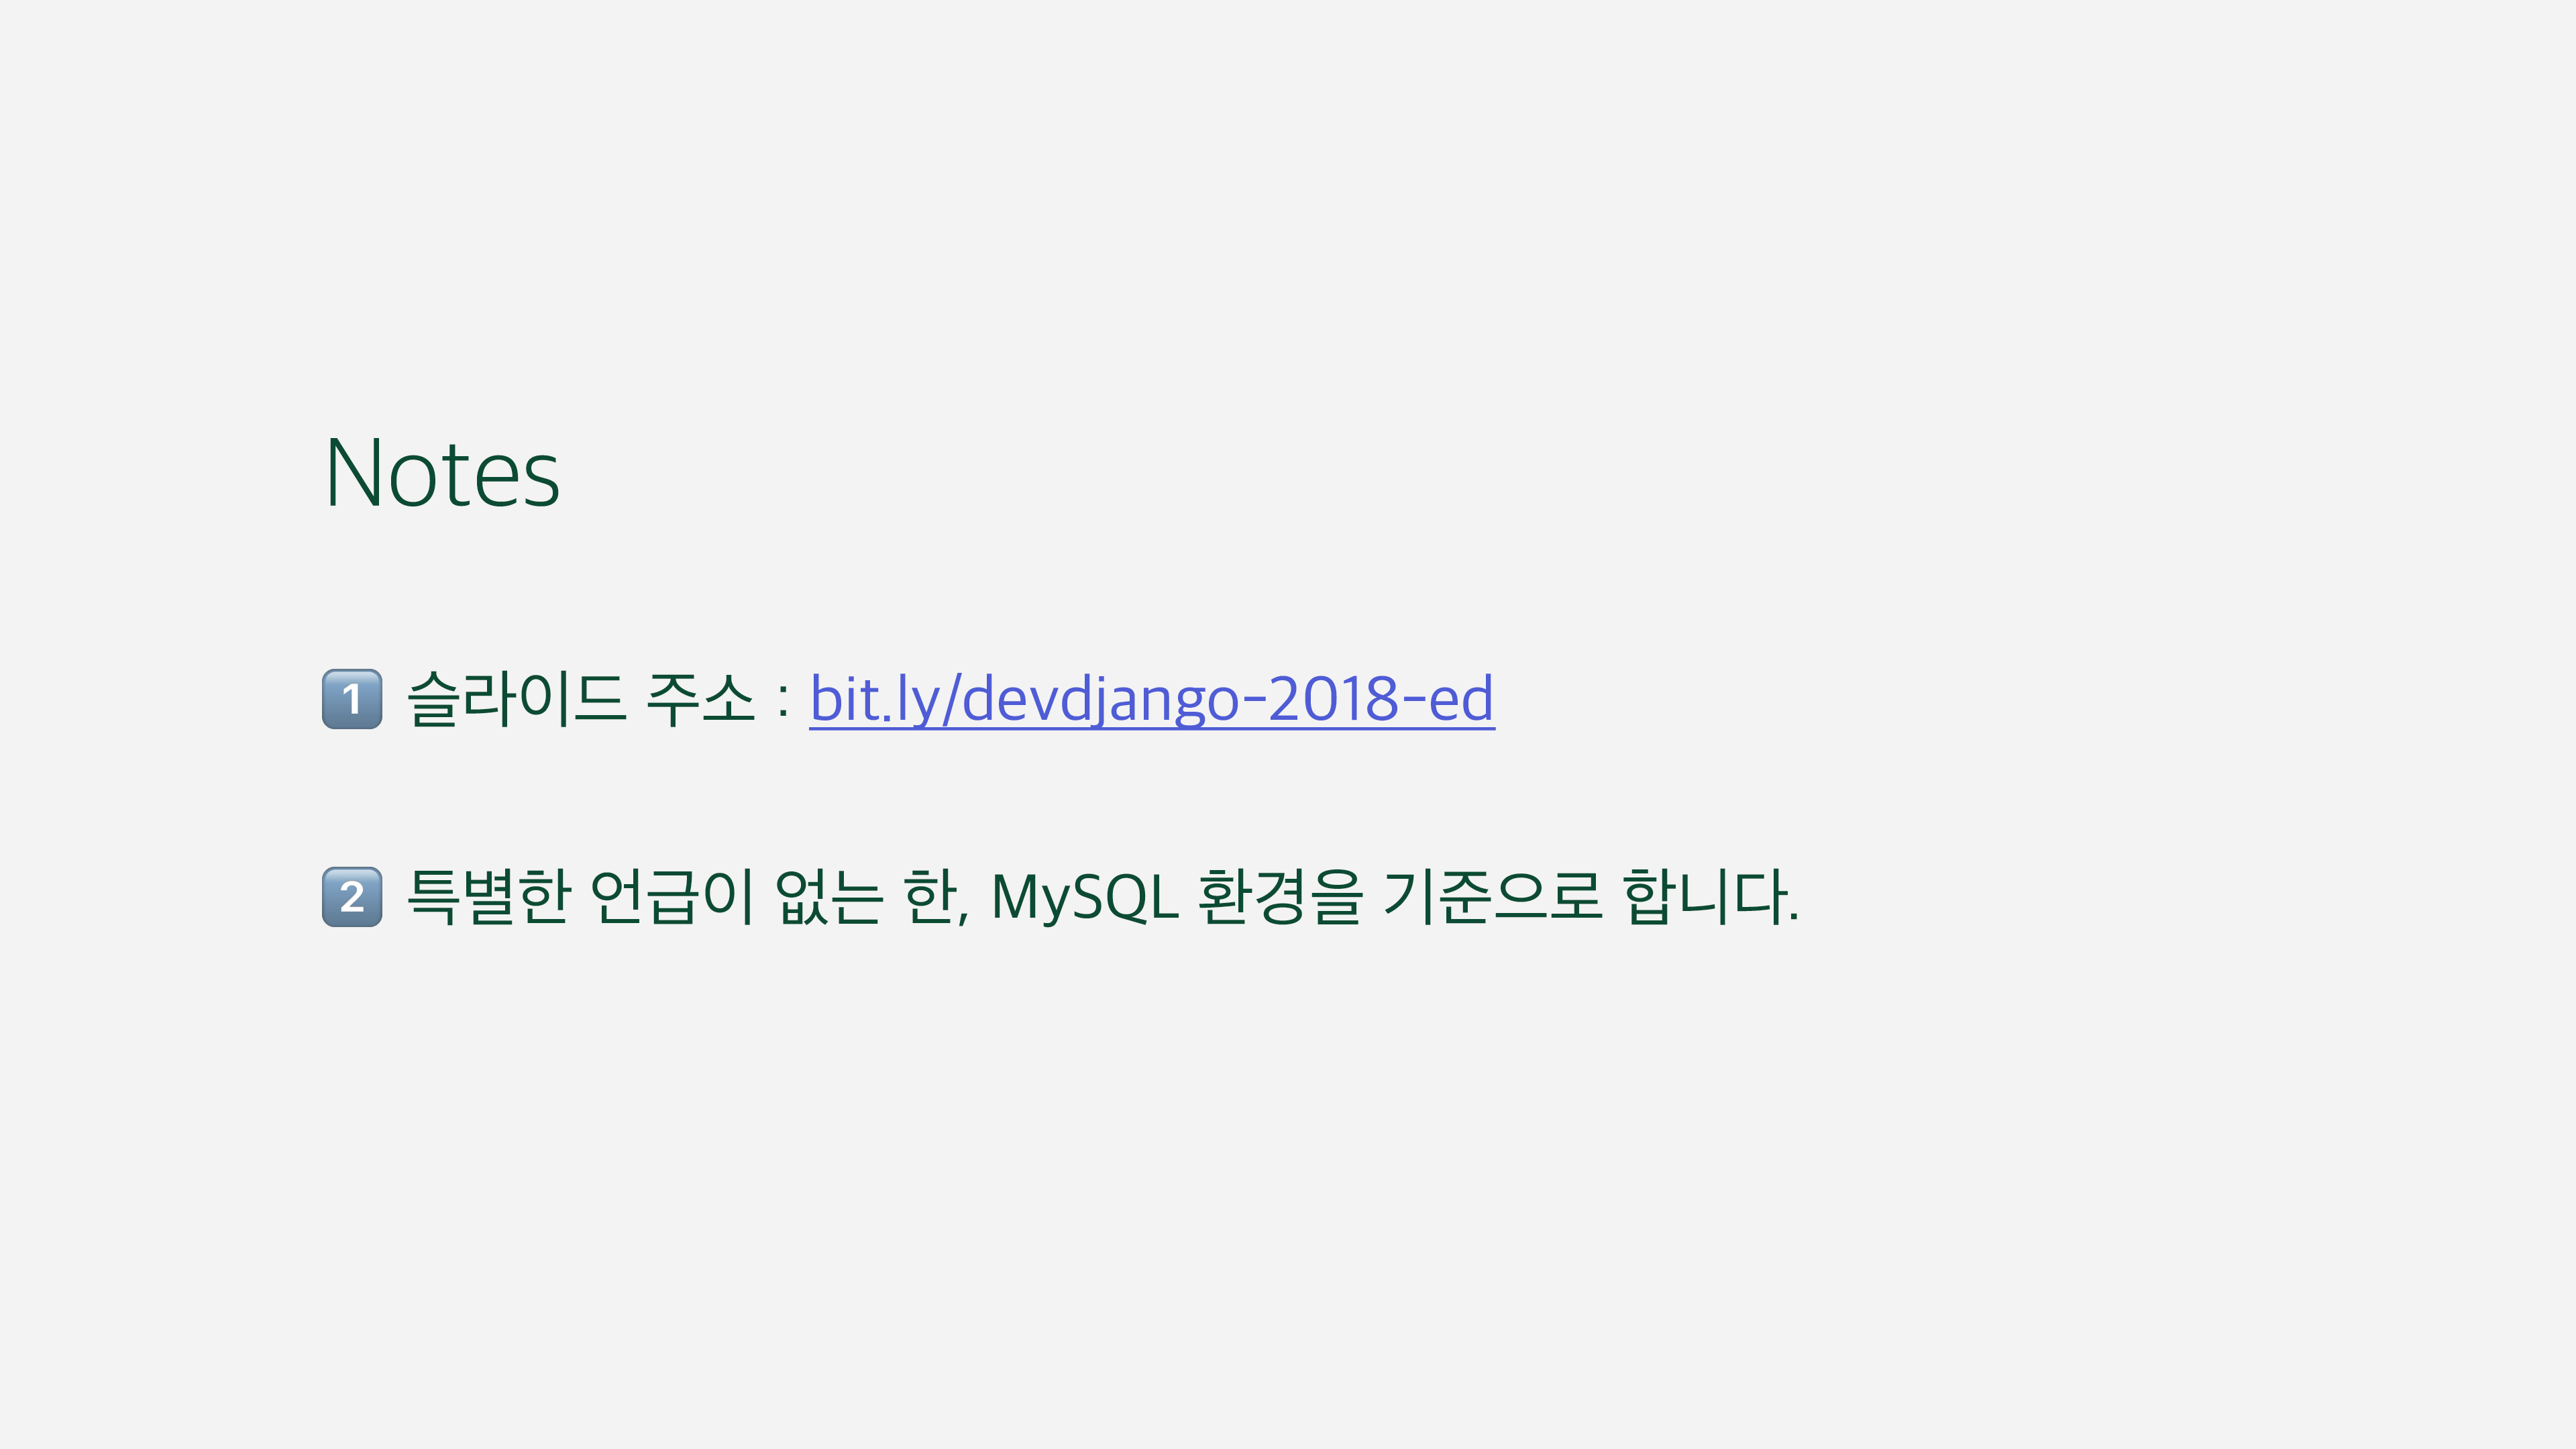 Notes
1️⃣ 슬라이드 주소 : bit.ly/devdjango-2018-ed
2️⃣ 특별한 언급이 없는 한, MySQL 환경을 기준으로 합니다.